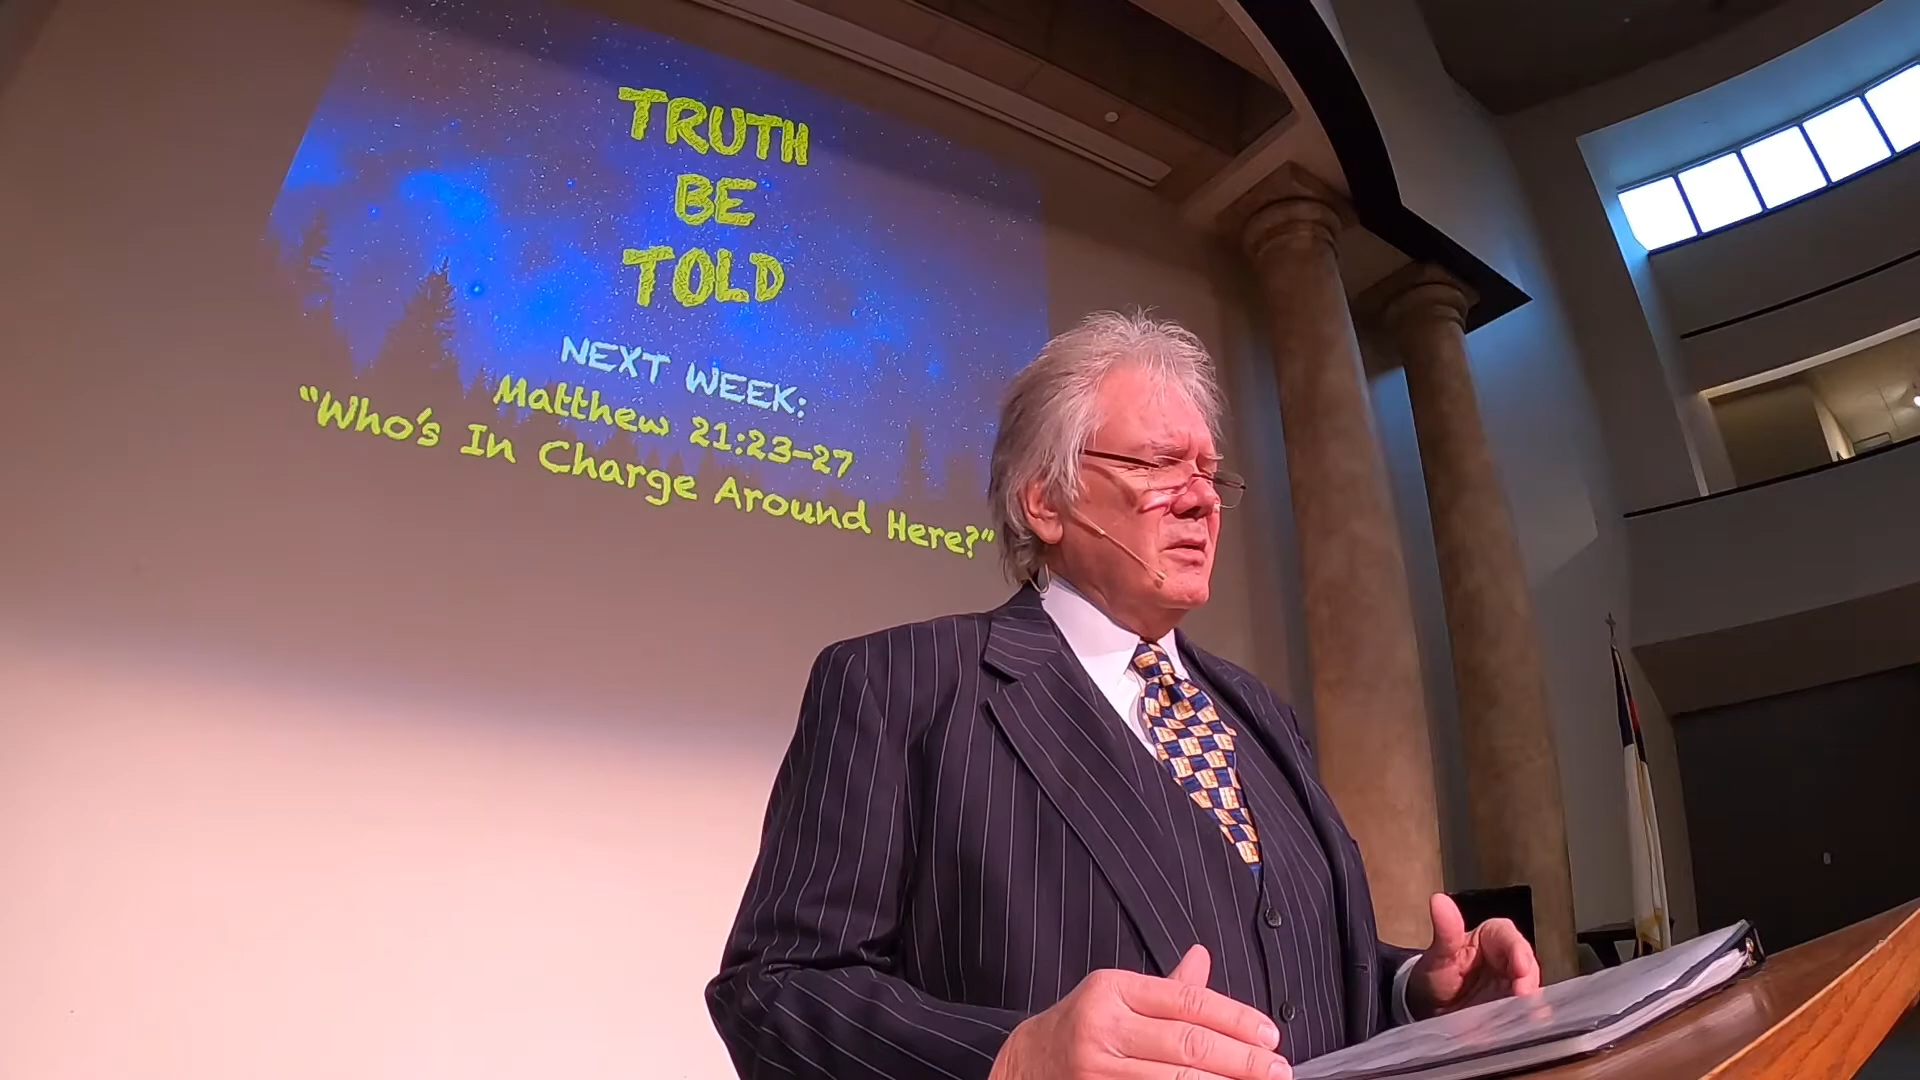 TRUTH
BE
TOLD
NEXT WEEK:
Matthew 21:23-27
“Who's In Charge Around Here?”